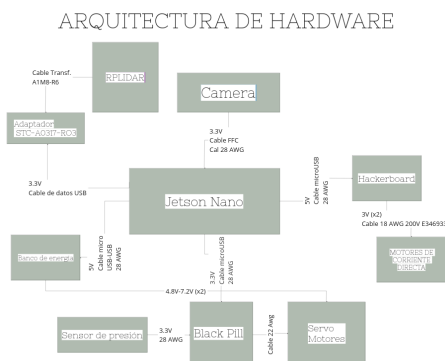 ARQUITECTURA DE HARDWARE
Cable Transf.
A1M8-R6
RPLIDAR
Camera
Adaptador
STC-A0317-RO3
3.3V
Cable FFC
Cal 28 AWG
3.3V
Cable de datos USB
Jetson Nano
5V
Cable microUSB
28 AWG
Hackerboard
3V (x2)
Cable 18 AWG 200V E346933
Banco de energia
5V
Cable micro
USB-USB
28 AWG
3.3V
Cable microUSB
28 AWG
MOTORES DE
CORRIENTE
DIRECTA
4.8V-7.2V (x2)
Sensor de presión
3.3V
28 AWG
Black Pill
Cable 22 Awg
Servo
Motores